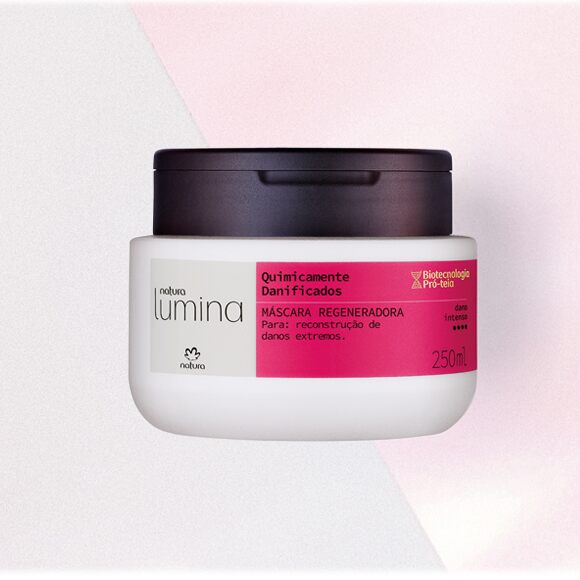 natura
lumina
natura
Quimicamente
Danificados
MÁSCARA REGENERADORA
Para: reconstrução de
danos extremos.
Biotecnologia
Pró-teia
dano
intenso
250ml